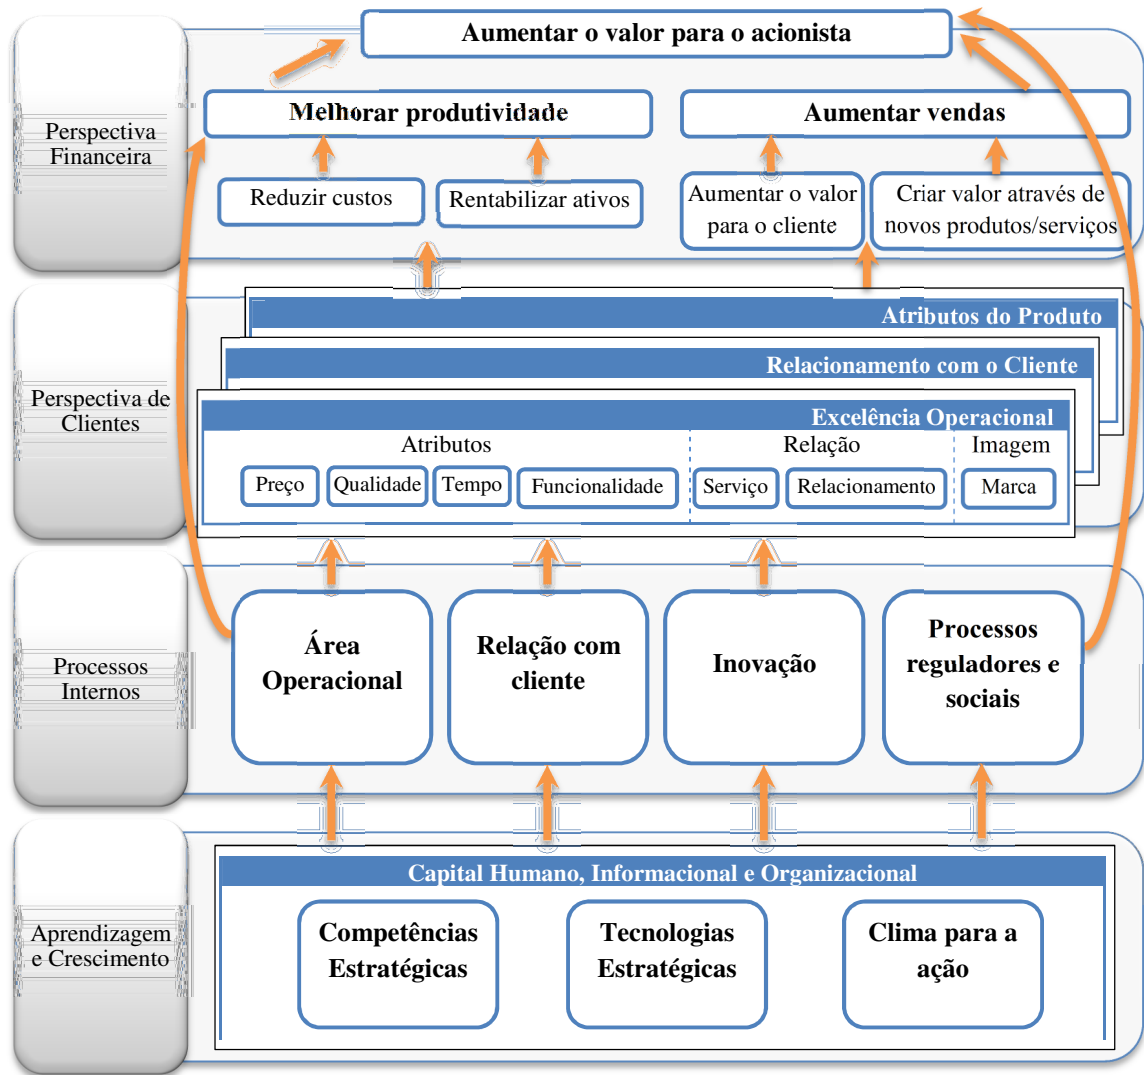 Aumentar o valor para o acionista
Perspectiva
Financeira
Melhorar produtividade
Aumentar vendas
Reduzir custos
Rentabilizar ativos
Aumentar o valor
para o cliente
Criar valor através de
novos produtos/serviços
Perspectiva de
Clientes
Atributos do Produto
Relacionamento com o Cliente
Excelência Operacional
Atributos
Relação
Imagem
Preço
Qualidade
Tempo
Funcionalidade
Serviço
Relacionamento
Marca
Processos
Internos
Área
Operacional
Relação com
cliente
Inovação
Processos
reguladores e
sociais
Aprendizagem
e Crescimento
Capital Humano, Informacional e Organizacional
Competências
Estratégicas
Tecnologias
Estratégicas
Clima para a
ação